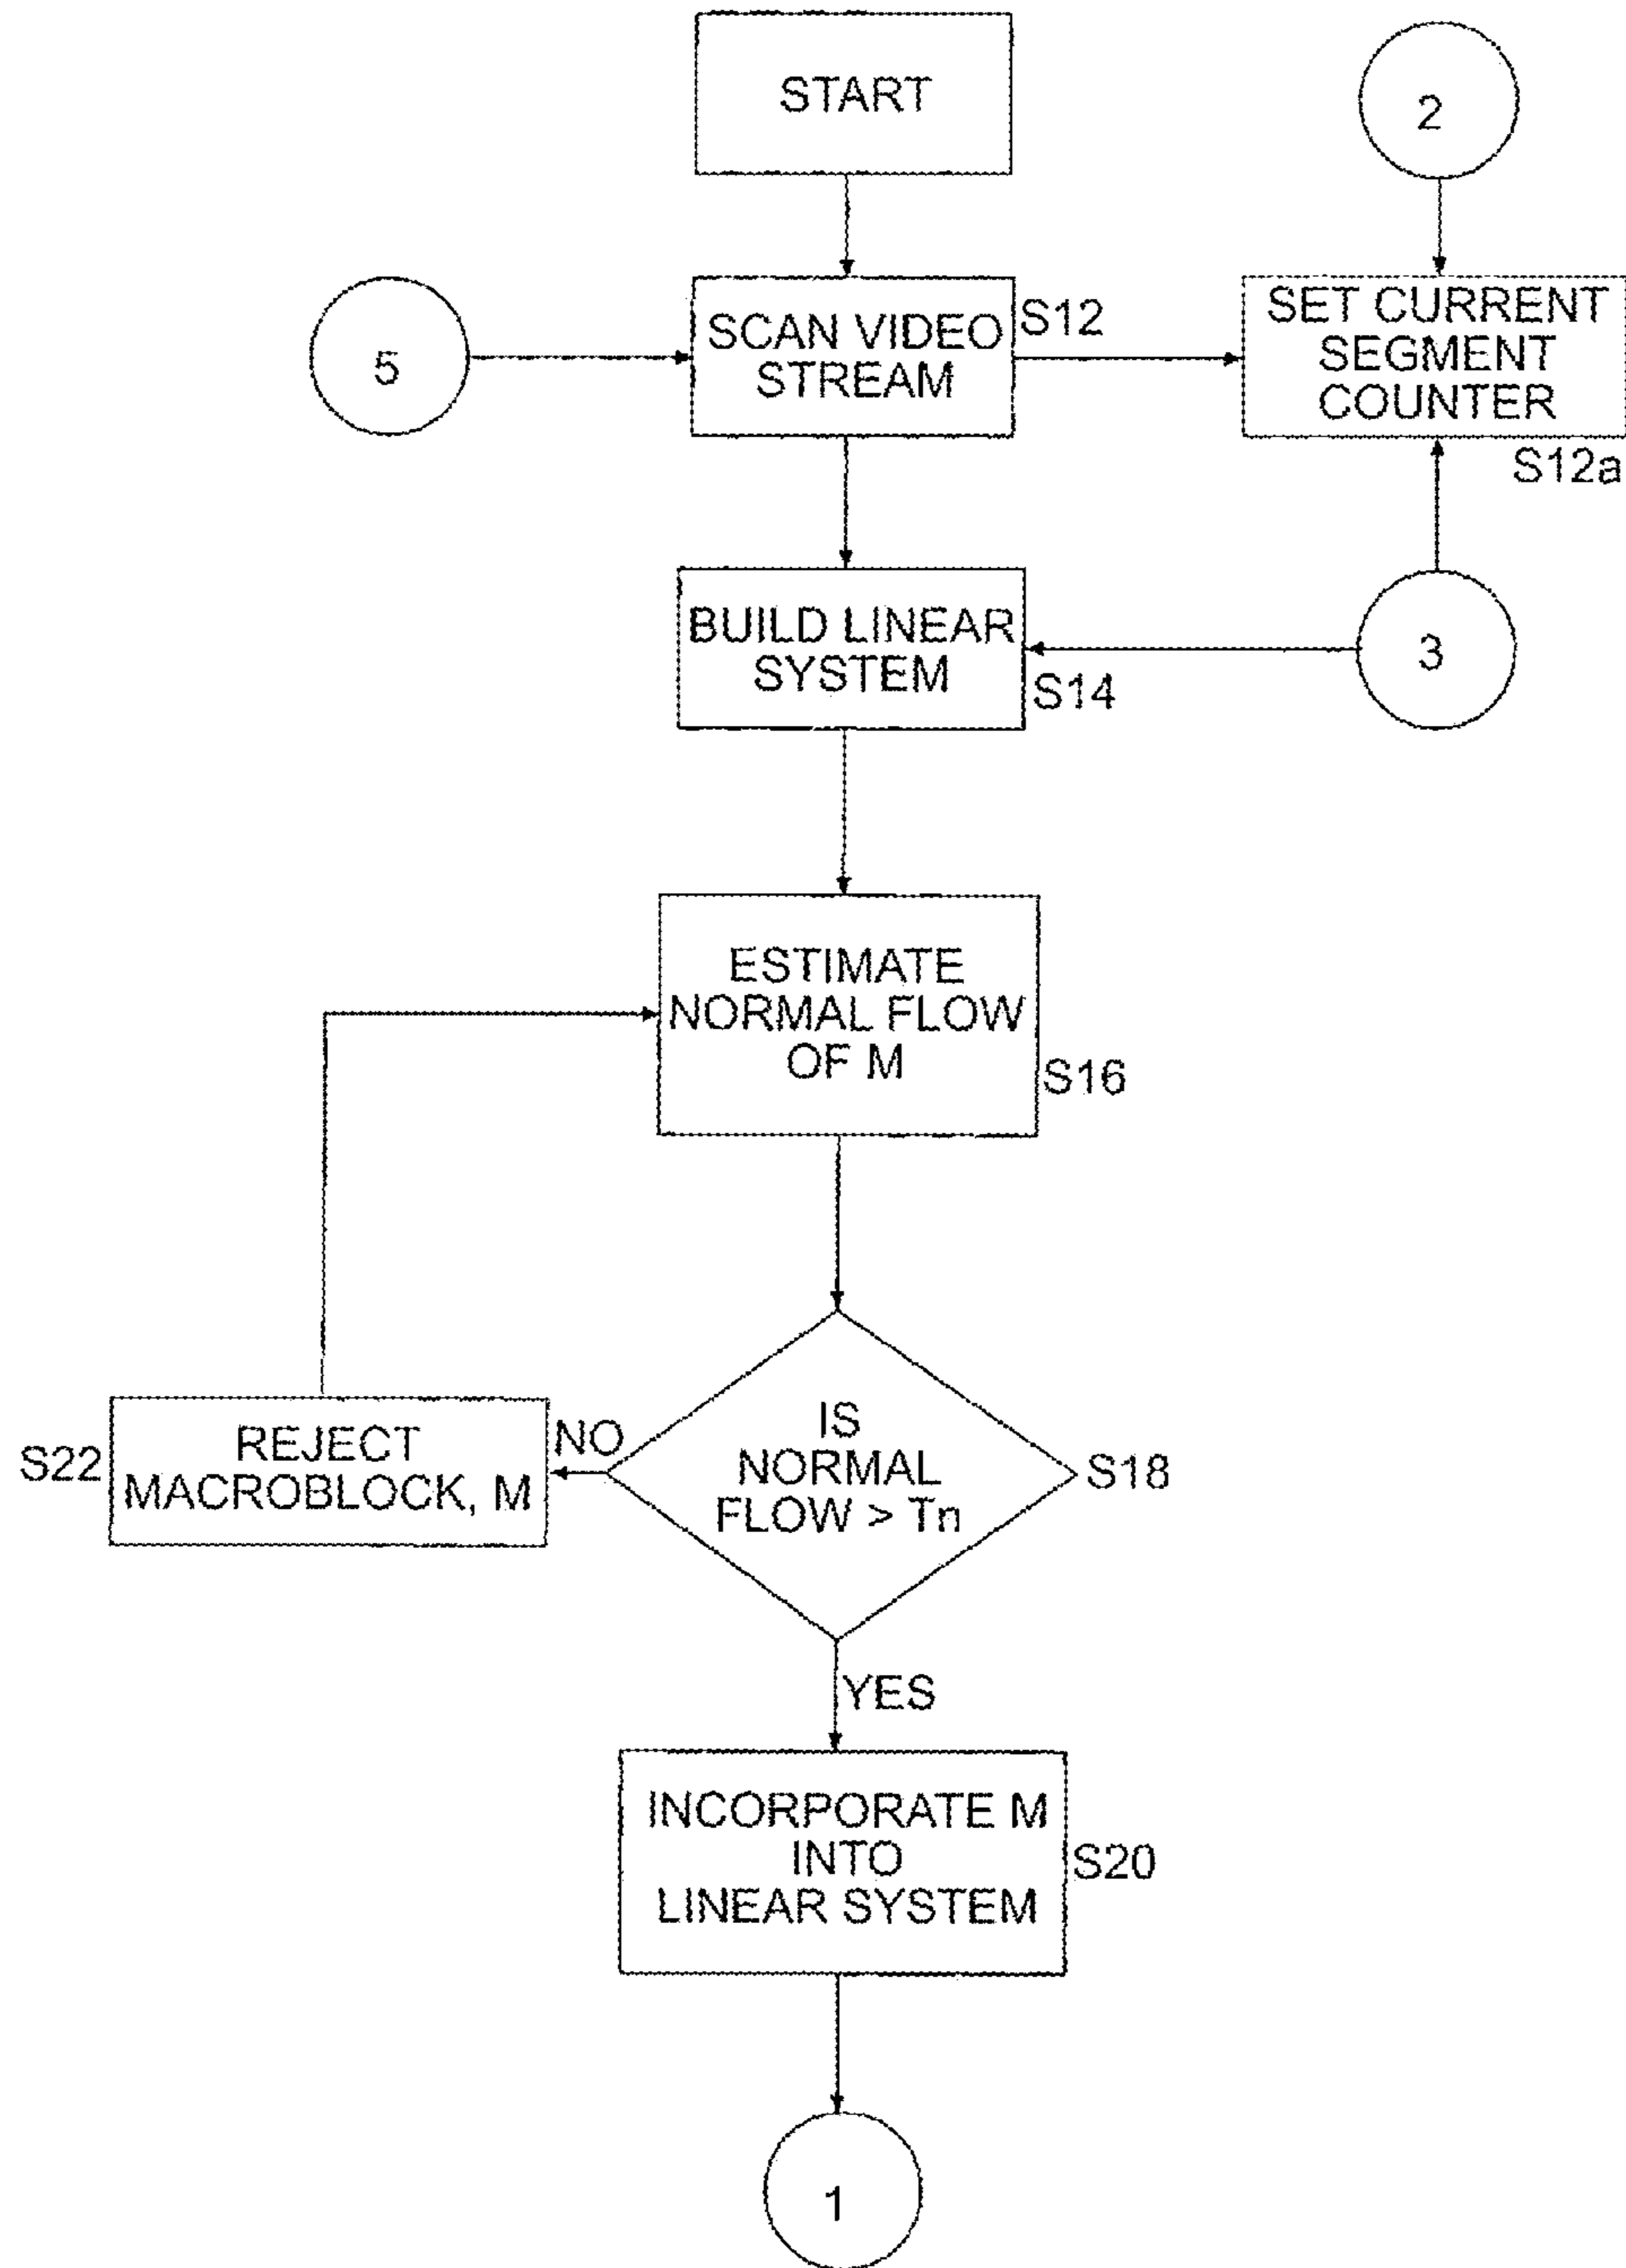 START
2
5
SCAN VIDEO
STREAM
S12
SET CURRENT
SEGMENT
COUNTER
S12a
BUILD LINEAR
SYSTEM
S14
3
ESTIMATE
NORMAL FLOW
OF M
S16
S22
REJECT
MACROBLOCK, M
NO
IS
NORMAL
FLOW > Tn
S18
YES
INCORPORATE M
INTO
LINEAR SYSTEM
S20
1